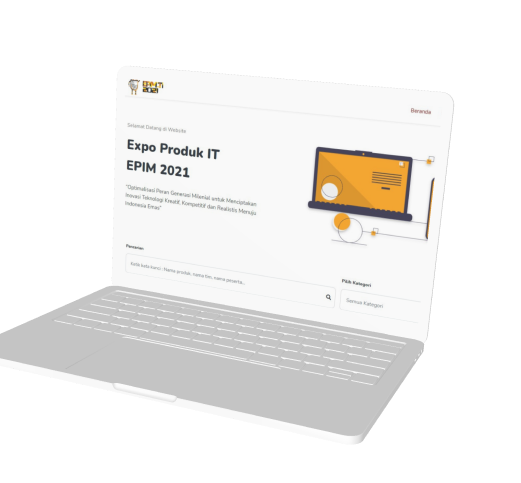 Beranda
Selamat Datang di Website
Expo Produk IT
EPIM 2021
"Optimalisasi Peran Generasi Milenial untuk Menciptakan
Inovasi Teknologi Kreatif, Kompetitif dan Realistis Menuju
Indonesia Emas"
Pencarian
Pilih Kategori
Ketik kata kunci : Nama produk, nama tim, nama peserta...
Semua Kategori